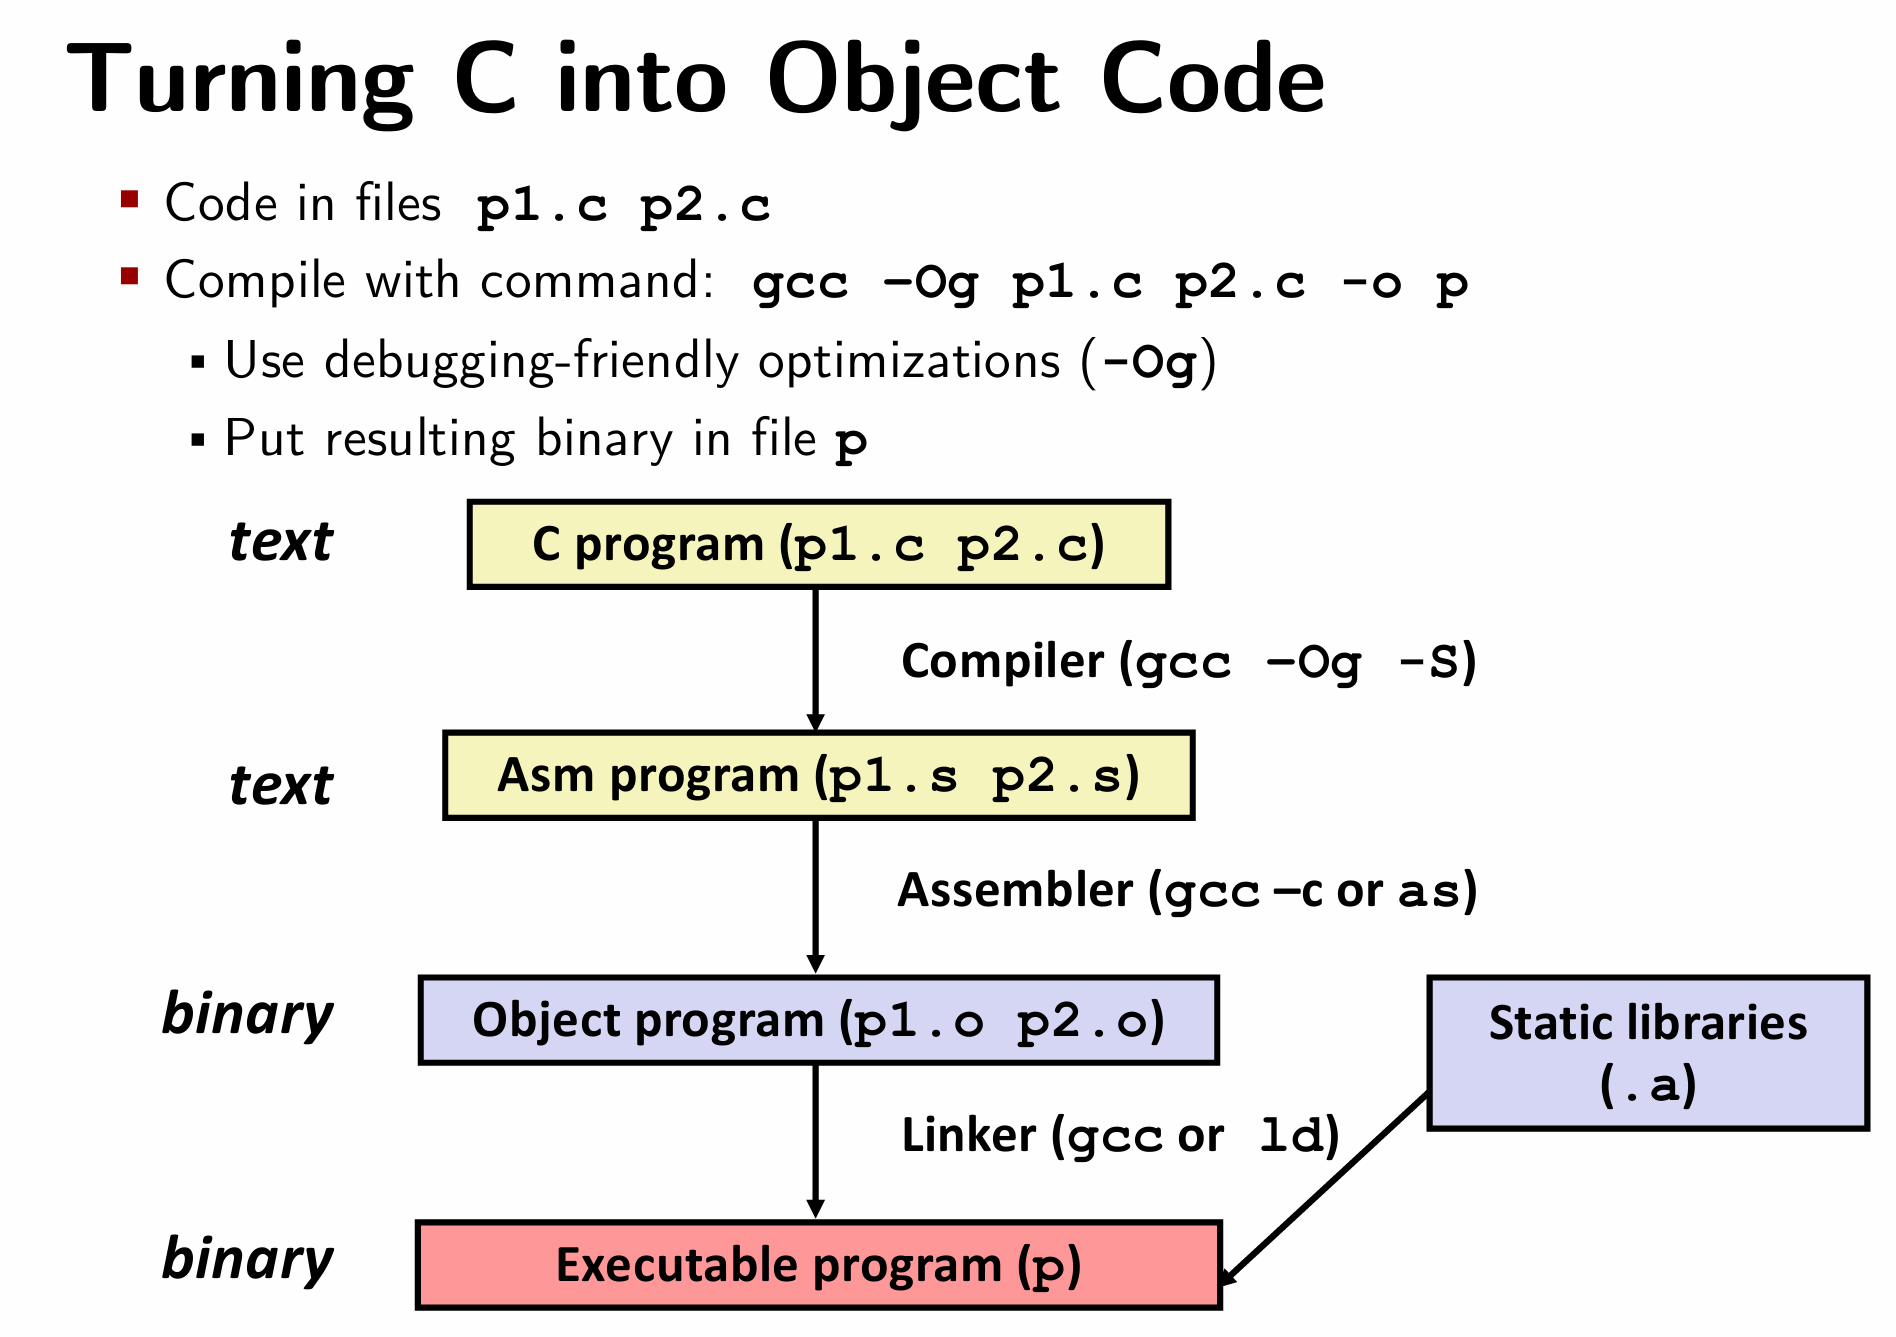 Turning C into Object Code
▪ Code in files p1.c p2.c
▪ Compile with command: gcc –Og p1.c p2.c -o p
▪ Use debugging-friendly optimizations (-Og)
▪ Put resulting binary in file p
text
C program (p1.c p2.c)
Compiler (gcc –Og -S)
text
Asm program (p1.s p2.s)
Assembler (gcc –c or as)
binary
Object program (p1.o p2.o)
Static libraries
(.a)
Linker (gcc or ld)
binary
Executable program (p)